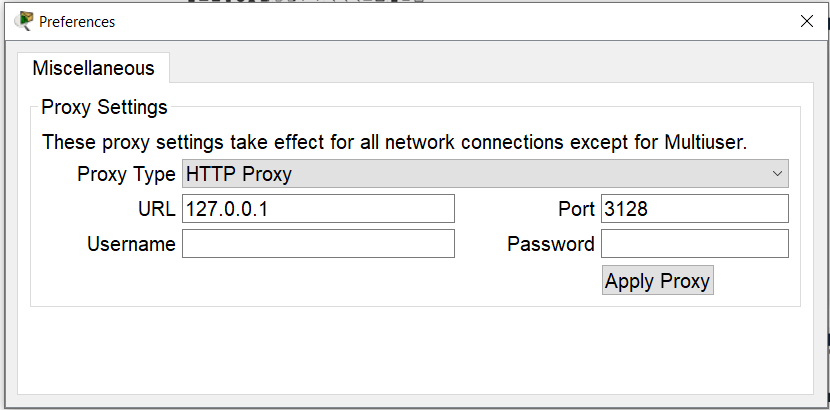 Preferences
Miscellaneous
Proxy Settings
These proxy settings take effect for all network connections except for Multiuser.
Proxy Type HTTP Proxy
URL 127.0.0.1 Port 3128
Username Password
Apply Proxy